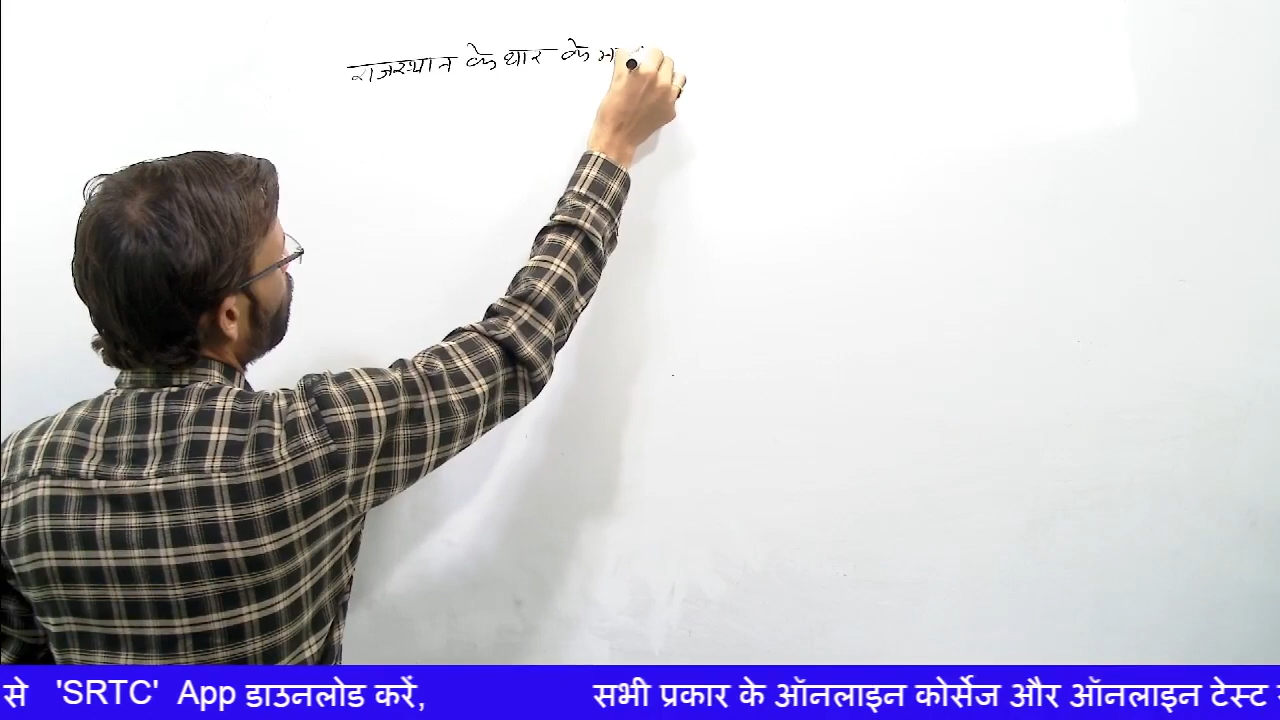 राजस्थान के थार के
से 'SRTC' App डाउनलोड करें, सभी प्रकार के ऑनलाइन कोर्सेज और ऑनलाइन टेस्ट